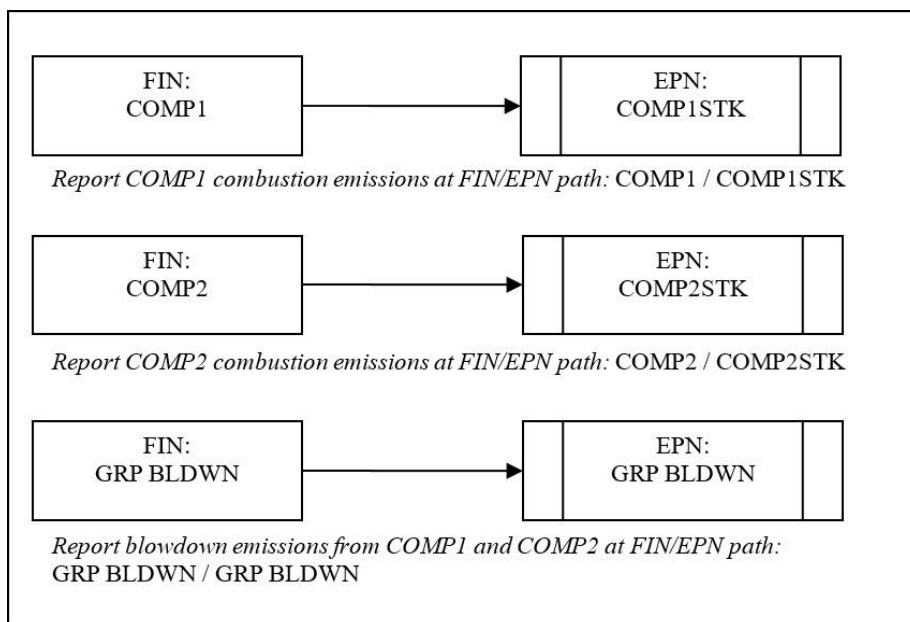 FIN:
COMP1
EPN:
COMP1STK
Report COMP1 combustion emissions at FIN/EPN path: COMP1 / COMP1STK
FIN:
COMP2
EPN:
COMP2STK
Report COMP2 combustion emissions at FIN/EPN path: COMP2 / COMP2STK
FIN:
GRP BLDWN
EPN:
GRP BLDWN
Report blowdown emissions from COMP1 and COMP2 at FIN/EPN path:
GRP BLDWN / GRP BLDWN